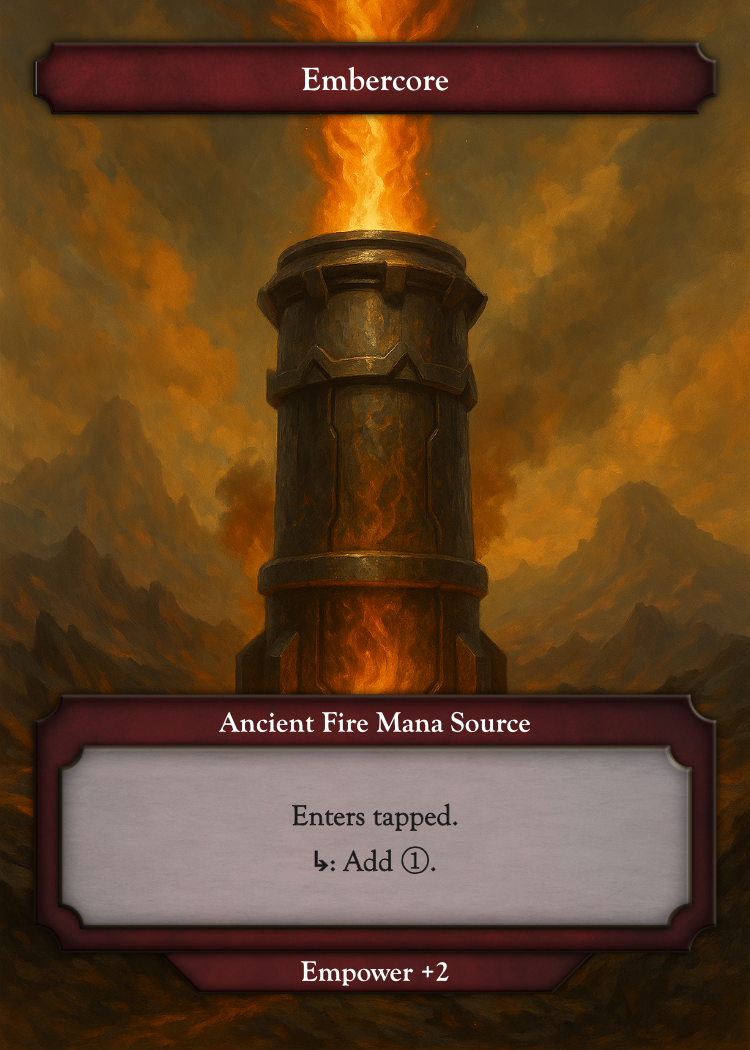 Embercore
Ancient Fire Mana Source
Enters tapped.
↳: Add ①.
Empower +2